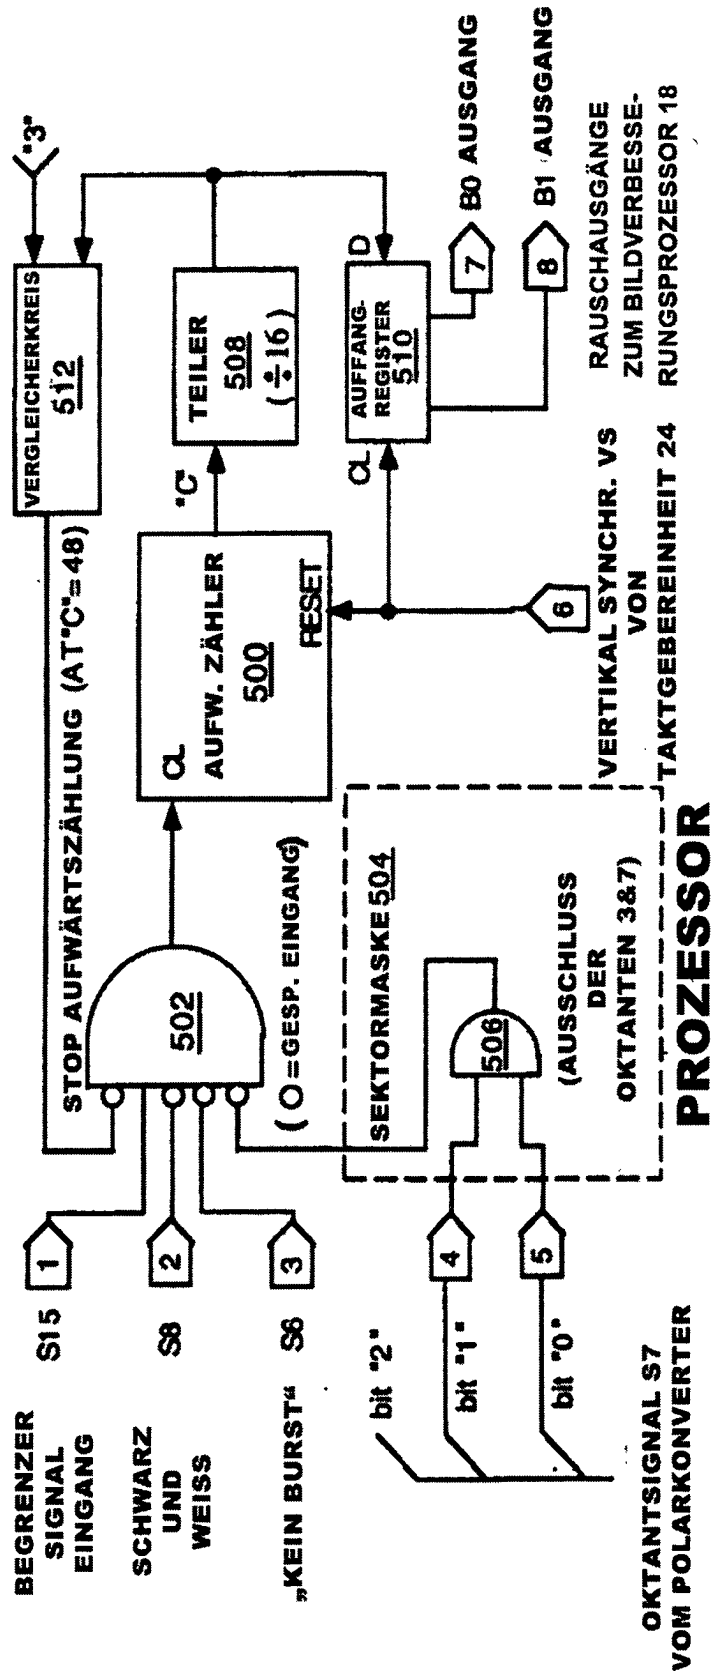 BEGRENZER
SIGNAL
EINGANG
S15
1
SCHWARZ
UND
WEISS
S8
2
„KEIN BURST“
S6
3
STOP AUFWÄRTSZÄHLUNG (AT"C"=48)
502
( O=GESP. EINGANG)
CL
AUFW. ZÄHLER
500
RESET
"C"
VERGLEICHERKREIS
512
"3"
TEILER
508
(÷16)
CL
D
AUFFANG-
REGISTER
510
7
B0 AUSGANG
8
B1 AUSGANG
RAUSCHAUSGÄNGE
ZUM BILDVERBESSE-
RUNGSPROZESSOR 18
6
VERTIKAL SYNCHR. VS
VON
TAKTGEBEREINHEIT 24
SEKTORMASKE 504
506
(AUSSCHLUSS
DER
OKTANTEN 3&7)
bit "2"
bit "1"
4
bit "0"
5
OKTANTSIGNAL S7
VOM POLARKONVERTER
PROZESSOR